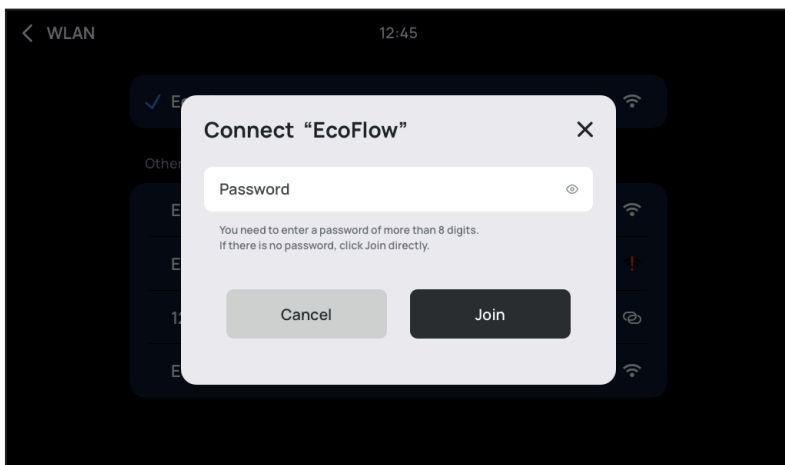 WLAN
12:45
Connect “EcoFlow”
Password
You need to enter a password of more than 8 digits.
If there is no password, click Join directly.
Cancel
Join